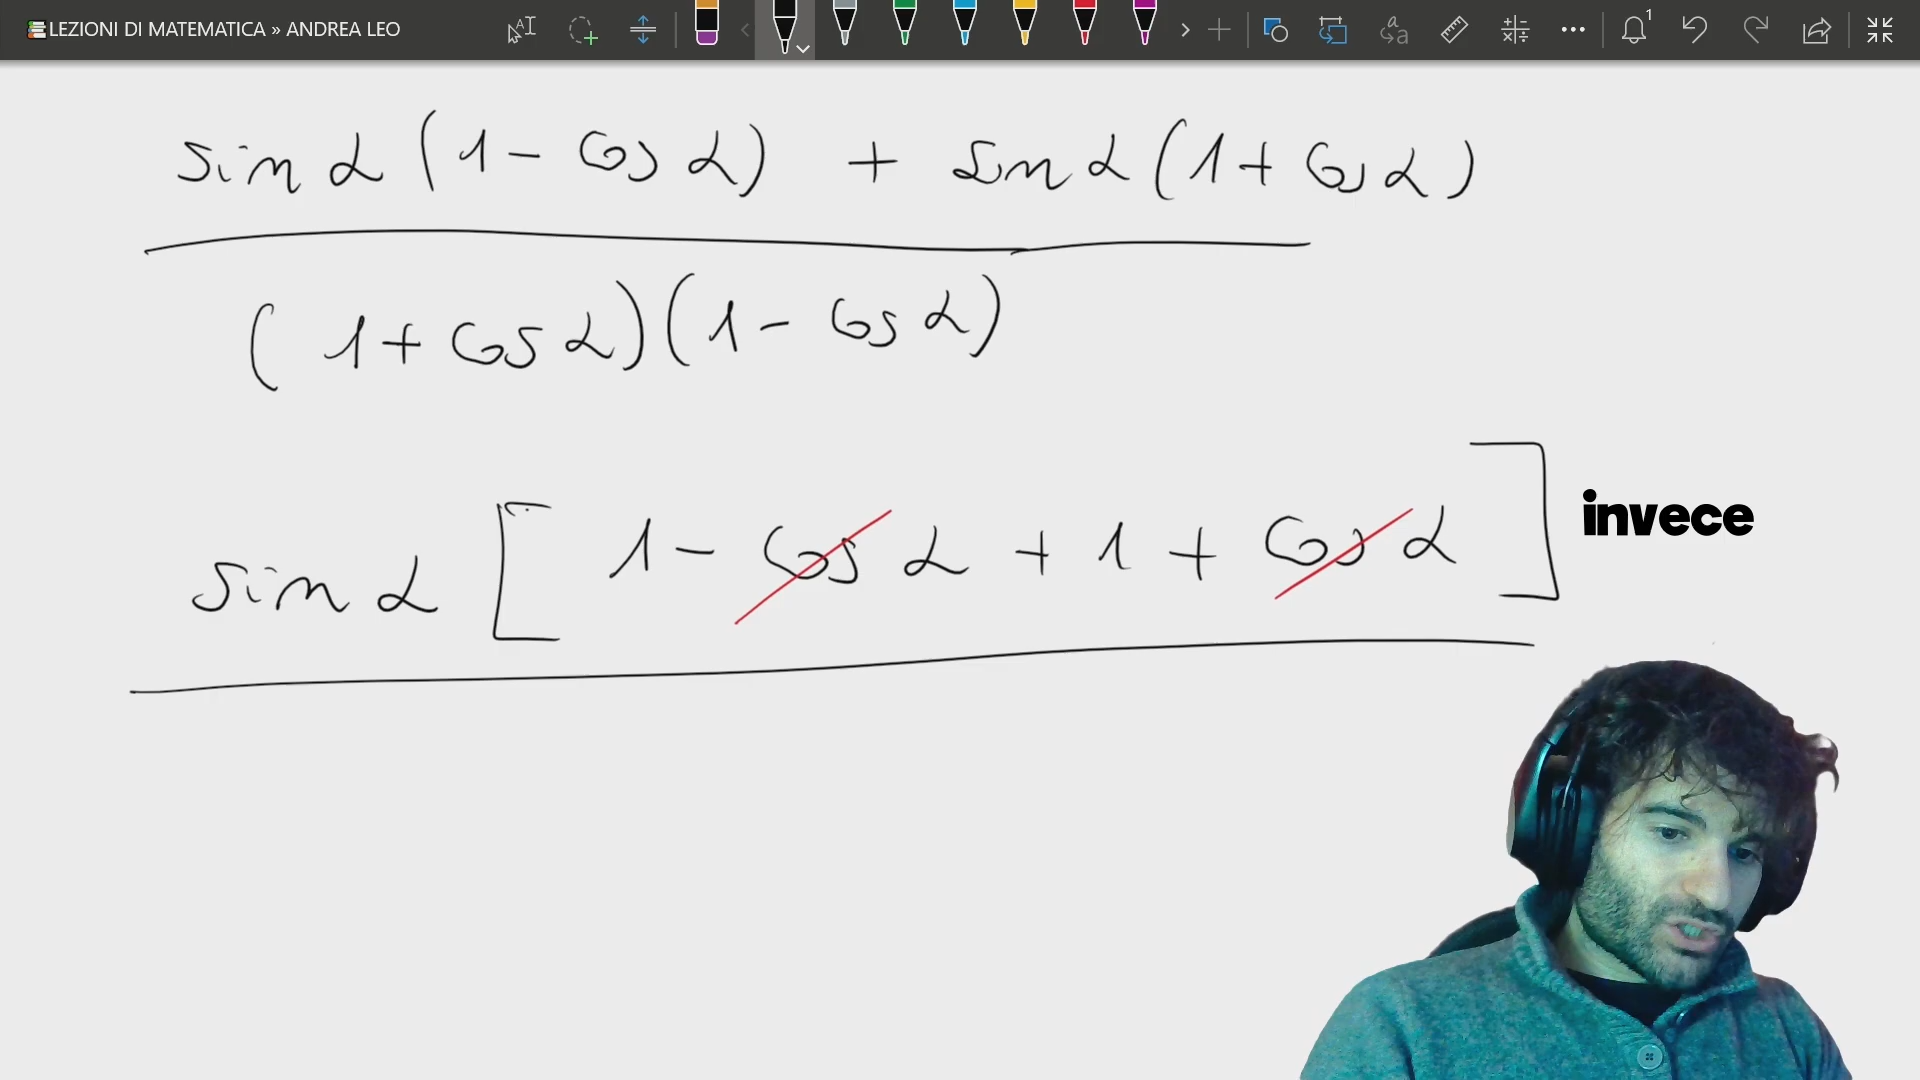 LEZIONI DI MATEMATICA » ANDREA LEO
1
sin α (1 - cos α) + sin α (1 + cos α)
(1 + cos α)(1 - cos α)
sin α [1 - cos α + 1 + cos α]
invece